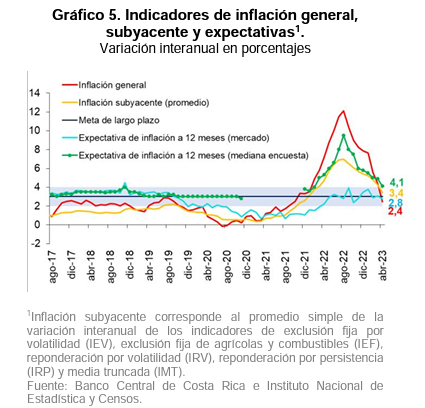 Gráfico 5. Indicadores de inflación general,
subyacente y expectativas1.
Variación interanual en porcentajes
Inflación general
Inflación subyacente (promedio)
Meta de largo plazo
Expectativa de inflación a 12 meses (mercado)
Expectativa de inflación a 12 meses (mediana encuesta)
14
12
10
8
6
4
2
0
-2
4,1
3,4
2,8
2,4
ago-17
dic-17
abr-18
ago-18
dic-18
abr-19
ago-19
dic-19
abr-20
ago-20
dic-20
abr-21
ago-21
dic-21
abr-22
ago-22
dic-22
abr-23
1Inflación subyacente corresponde al promedio simple de la
variación interanual de los indicadores de exclusión fija por
volatilidad (IEV), exclusión fija de agrícolas y combustibles (IEF),
reponderación por volatilidad (IRV), reponderación por persistencia
(IRP) y media truncada (IMT).
Fuente: Banco Central de Costa Rica e Instituto Nacional de
Estadística y Censos.